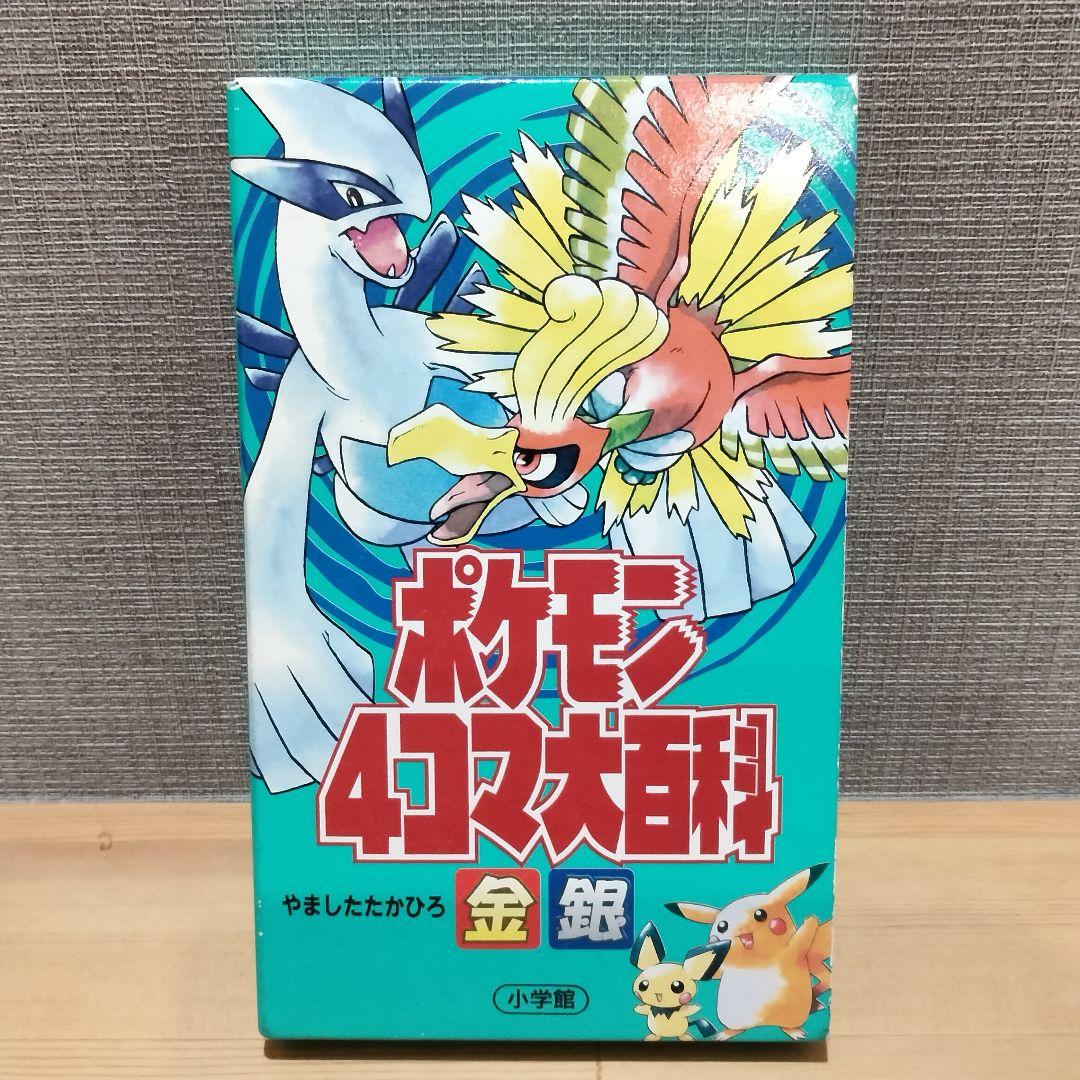 ポケモン
4コマ大百科
やましたたかひろ 金 銀
小学館